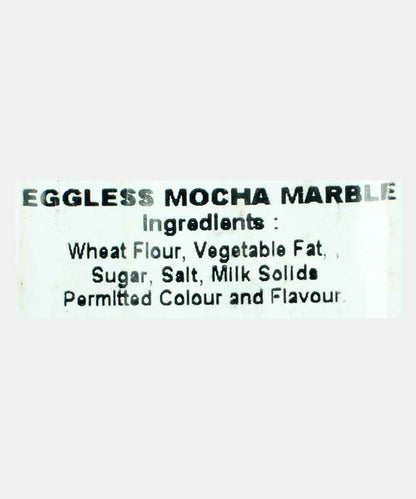 EGGLESS MOCHA MARBLE
Ingredients :
Wheat Flour, Vegetable Fat, ,
Sugar, Salt, Milk Solids
Permitted Colour and Flavour.